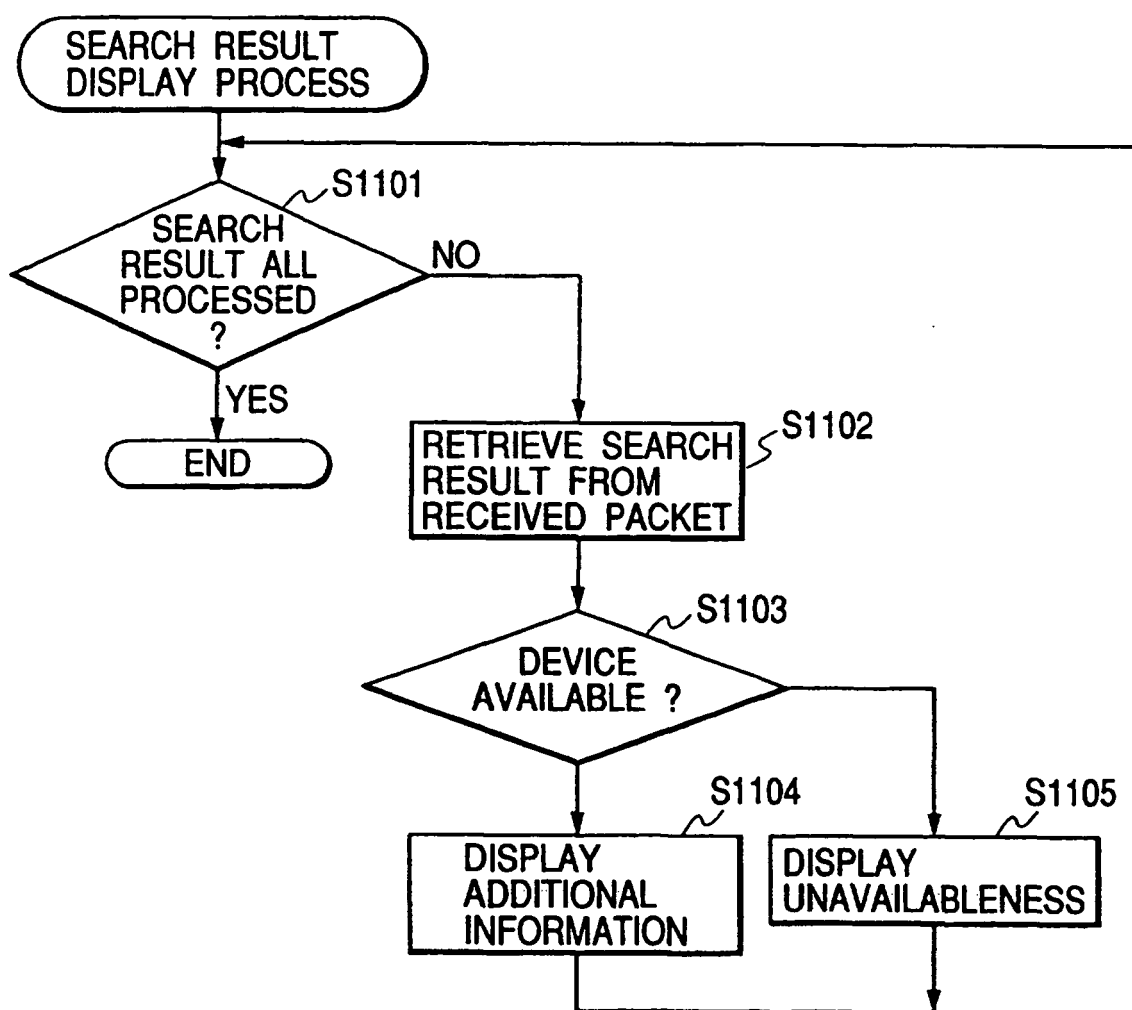 SEARCH RESULT
DISPLAY PROCESS
S1101
SEARCH
RESULT ALL
PROCESSED
?
NO
YES
END
S1102
RETRIEVE SEARCH
RESULT FROM
RECEIVED PACKET
S1103
DEVICE
AVAILABLE ?
S1104
DISPLAY
ADDITIONAL
INFORMATION
S1105
DISPLAY
UNAVAILABLENESS